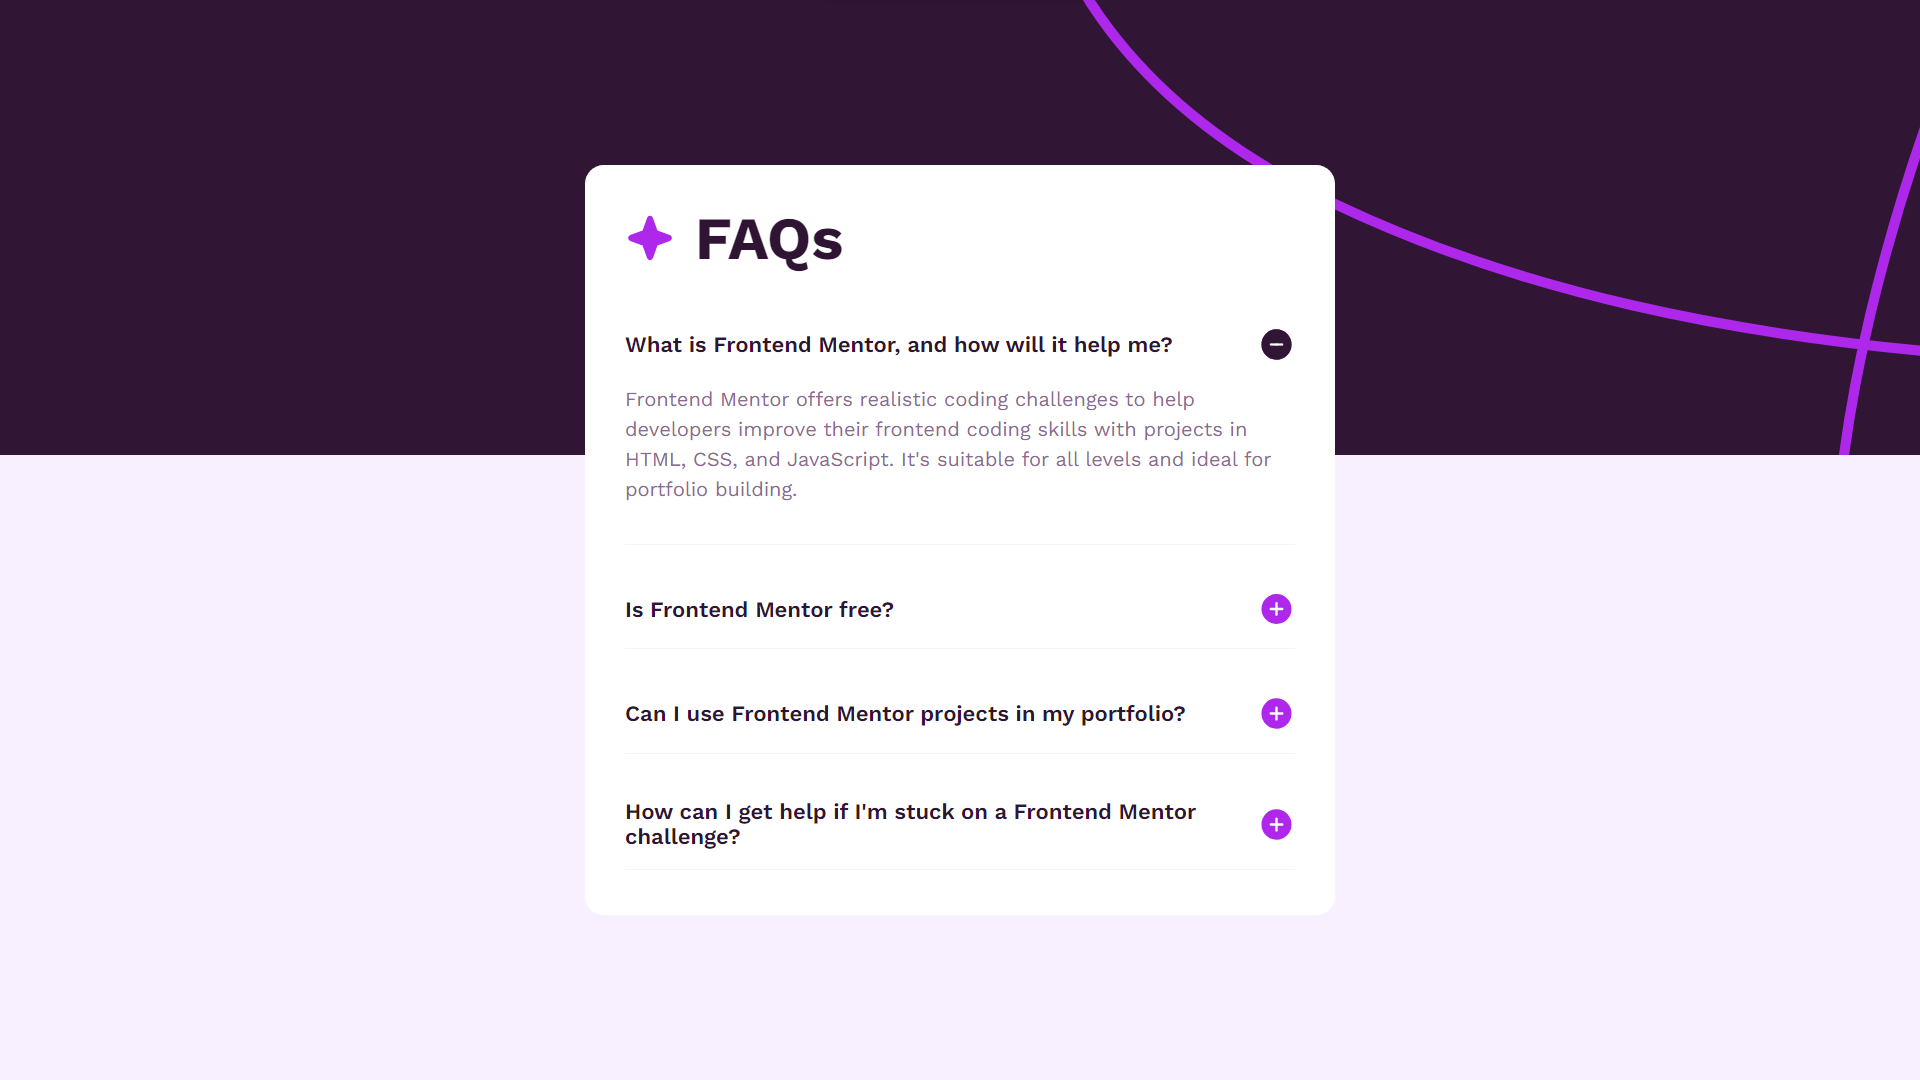 FAQs
What is Frontend Mentor, and how will it help me?
Frontend Mentor offers realistic coding challenges to help
developers improve their frontend coding skills with projects in
HTML, CSS, and JavaScript. It's suitable for all levels and ideal for
portfolio building.
Is Frontend Mentor free?
Can I use Frontend Mentor projects in my portfolio?
How can I get help if I'm stuck on a Frontend Mentor
challenge?